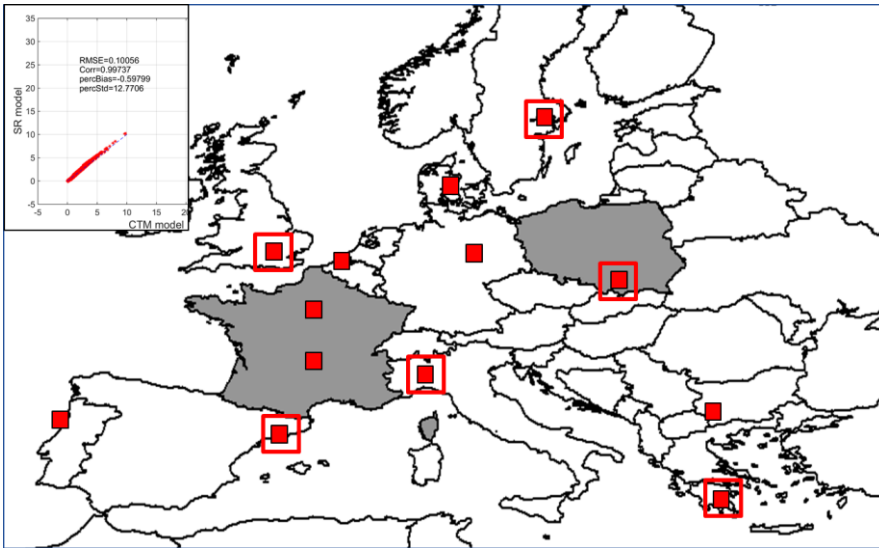 35
30
25
20
15
10
5
0
-5
SR model
RMSE=0.10056
Corr=0.99737
percBias=-0.59799
percStd=12.7706
-5 0 5 10 15 20
CTM model